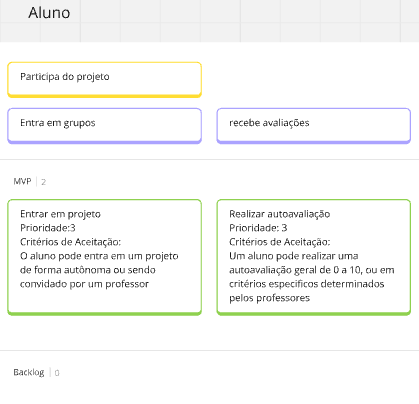 Aluno
Participa do projeto
Entra em grupos
recebe avaliações
MVP 2
Entrar em projeto
Prioridade:3
Critérios de Aceitação:
O aluno pode entra em um projeto
de forma autônoma ou sendo
convidado por um professor
Realizar autoavaliação
Prioridade: 3
Critérios de Aceitação:
Um aluno pode realizar uma
autoavaliação geral de 0 a 10, ou em
critérios especificos determinados
pelos professores
Backlog 0